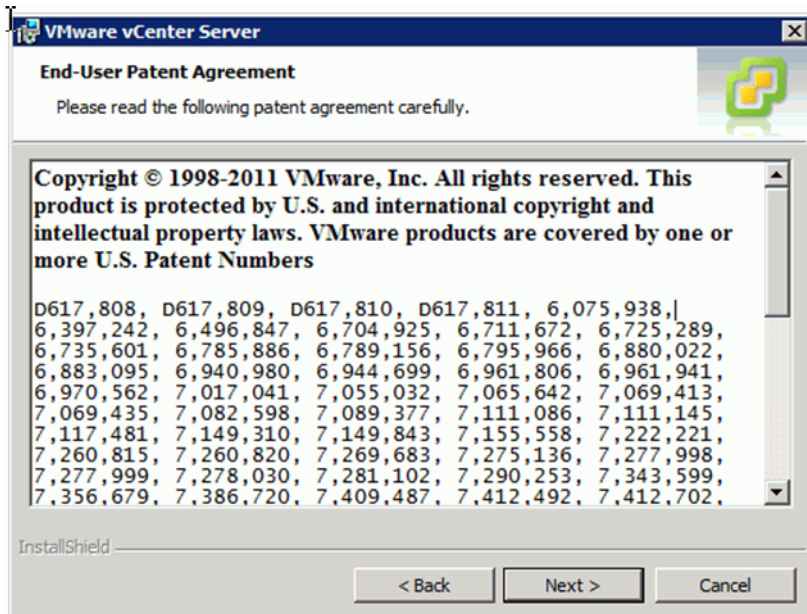 VMware vCenter Server
End-User Patent Agreement
Please read the following patent agreement carefully.
Copyright © 1998-2011 VMware, Inc. All rights reserved. This
product is protected by U.S. and international copyright and
intellectual property laws. VMware products are covered by one or
more U.S. Patent Numbers
D617,808, D617,809, D617,810, D617,811, 6,075,938,
6,397,242, 6,496,847, 6,704,925, 6,711,672, 6,725,289,
6,735,601, 6,785,886, 6,789,156, 6,795,966, 6,880,022,
6,883,095, 6,940,980, 6,944,699, 6,961,806, 6,961,941,
6,970,562, 7,017,041, 7,055,032, 7,065,642, 7,069,413,
7,069,435, 7,082,598, 7,089,377, 7,111,086, 7,111,145,
7,117,481, 7,149,310, 7,149,843, 7,155,558, 7,222,221,
7,260,815, 7,260,820, 7,269,683, 7,275,136, 7,277,998,
7,277,999, 7,278,030, 7,281,102, 7,290,253, 7,343,599,
7,356,679, 7,386,720, 7,409,487, 7,412,492, 7,412,702,
InstallShield
< Back Next > Cancel